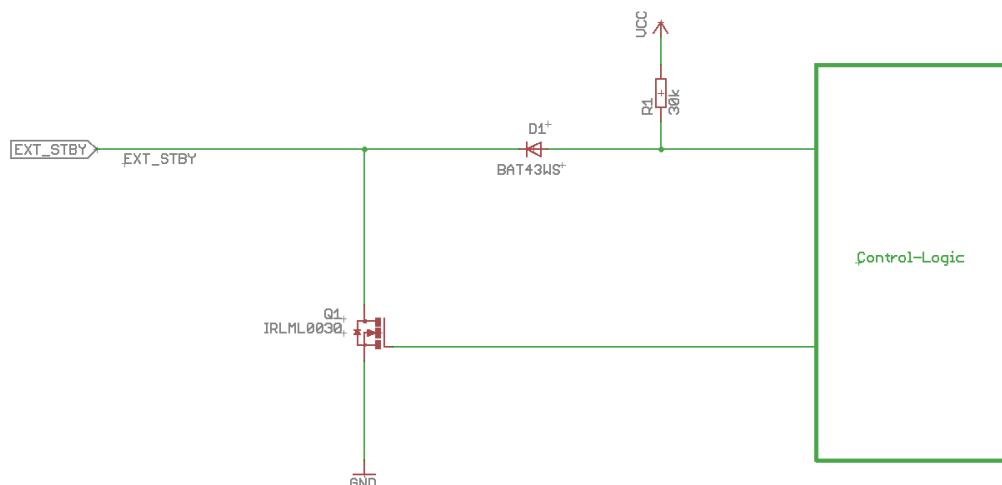 VCC
R1
30k
D1
EXT_STBY
EXT_STBY
BAT43WS
Control-Logic
Q1
IRLML0030
GND